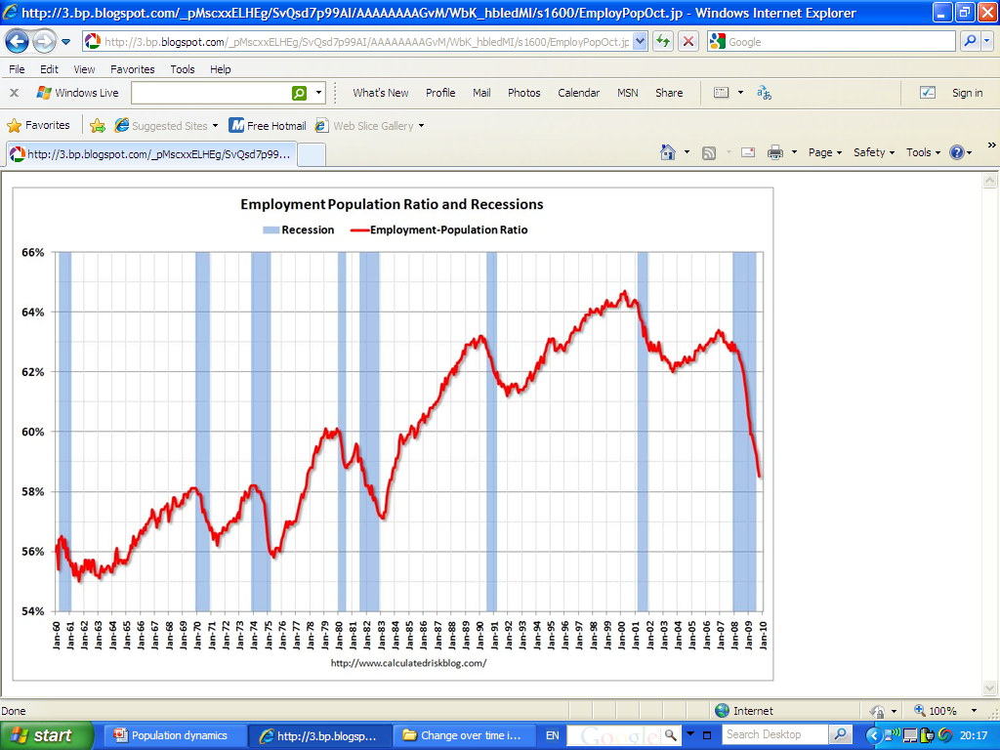 http://3.bp.blogspot.com/_pMscxxELHEg/SvQsd7p99AI/AAAAAAAAGvM/WbK_hbledMI/s1600/EmployPopOct.jp - Windows Internet Explorer
http://3.bp.blogspot.com/_pMscxxELHEg/SvQsd7p99AI/AAAAAAAAGvM/WbK_hbledMI/s1600/EmployPopOct.jp Google
File Edit View Favorites Tools Help
Windows Live What's New Profile Mail Photos Calendar MSN Share Sign in
Favorites Suggested Sites Free Hotmail Web Slice Gallery
http://3.bp.blogspot.com/_pMscxxELHEg/SvQsd7p99... Page Safety Tools
Employment Population Ratio and Recessions
Recession Employment-Population Ratio
66%
64%
62%
60%
58%
56%
54%
Jan-60 Jan-61 Jan-62 Jan-63 Jan-64 Jan-65 Jan-66 Jan-67 Jan-68 Jan-69 Jan-70 Jan-71 Jan-72 Jan-73 Jan-74 Jan-75 Jan-76 Jan-77 Jan-78 Jan-79 Jan-80 Jan-81 Jan-82 Jan-83 Jan-84 Jan-85 Jan-86 Jan-87 Jan-88 Jan-89 Jan-90 Jan-91 Jan-92 Jan-93 Jan-94 Jan-95 Jan-96 Jan-97 Jan-98 Jan-99 Jan-00 Jan-01 Jan-02 Jan-03 Jan-04 Jan-05 Jan-06 Jan-07 Jan-08 Jan-09 Jan-10
http://www.calculatedriskblog.com/
Done Internet 100%
start Population dynamics http://3.bp.blogsp... Change over time i... EN Google Search Desktop 20:17